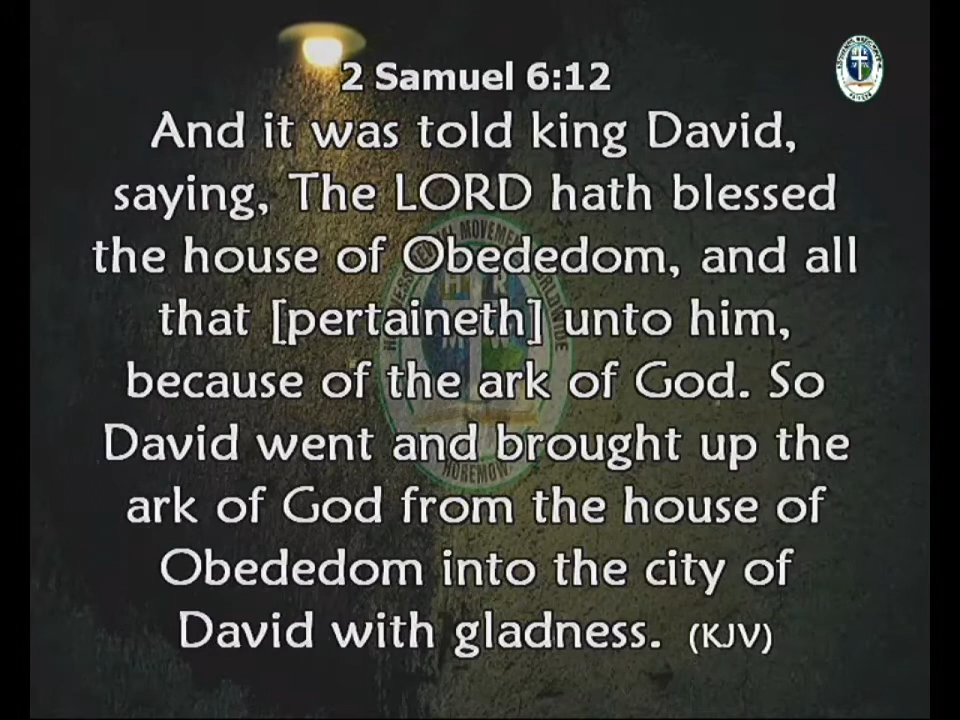 2 Samuel 6:12
And it was told king David,
saying, The LORD hath blessed
the house of Obededom, and all
that [pertaineth] unto him,
because of the ark of God. So
David went and brought up the
ark of God from the house of
Obededom into the city of
David with gladness. (KJV)